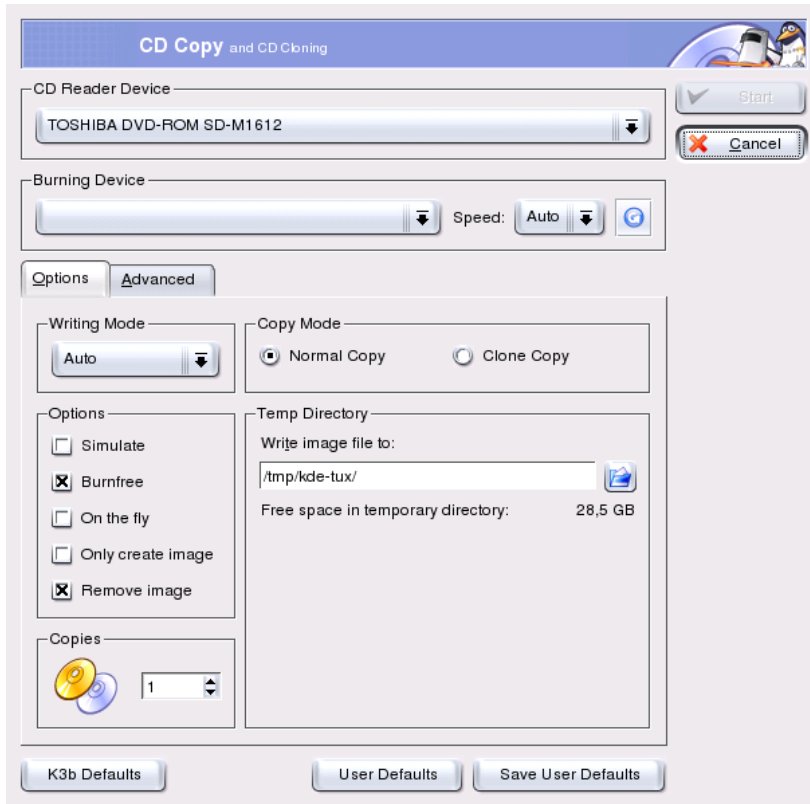 CD Copy and CD Cloning
CD Reader Device
TOSHIBA DVD-ROM SD-M1612
Start
Cancel
Burning Device
Speed: Auto
Options Advanced
Writing Mode
Auto
Copy Mode
Normal Copy Clone Copy
Options
Simulate
Burnfree
On the fly
Only create image
Remove image
Temp Directory
Write image file to:
/tmp/kde-tux/
Free space in temporary directory: 28,5 GB
Copies
1
K3b Defaults User Defaults Save User Defaults